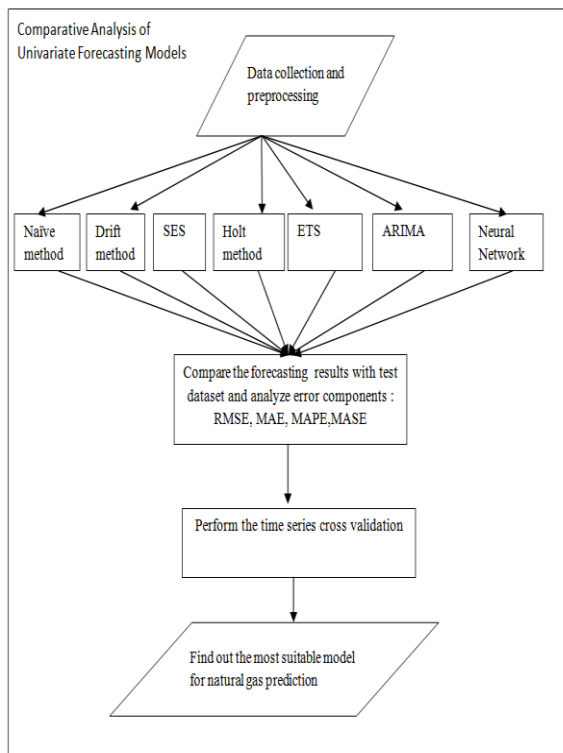 Comparative Analysis of
Univariate Forecasting Models
Data collection and
preprocessing
Naïve
method
Drift
method
SES
Holt
method
ETS
ARIMA
Neural
Network
Compare the forecasting results with test
dataset and analyze error components :
RMSE, MAE, MAPE,MASE
Perform the time series cross validation
Find out the most suitable model
for natural gas prediction